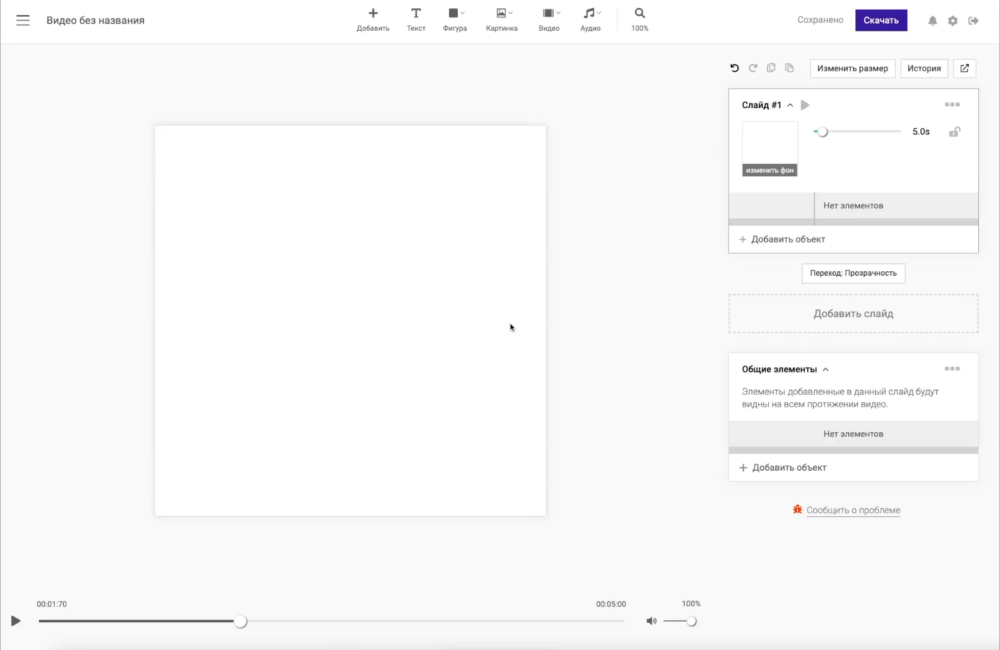 Видео без названия
Добавить
Текст
Фигура
Картинка
Видео
Аудио
100%
Сохранено
Скачать
Изменить размер
История
Слайд #1
5.0s
изменить фон
Нет элементов
+ Добавить объект
Переход: Прозрачность
Добавить слайд
Общие элементы
Элементы добавленные в данный слайд будут
видны на всем протяжении видео.
Нет элементов
+ Добавить объект
Сообщить о проблеме
00:01:70
00:05:00
100%